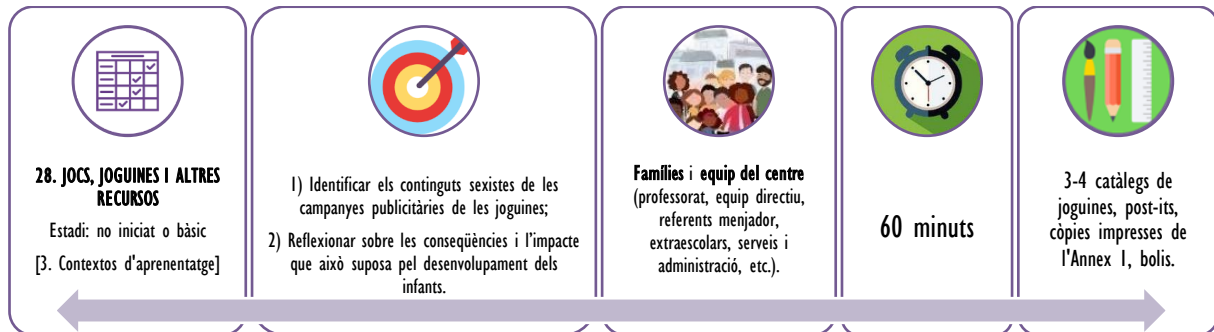 28. JOCS, JOGUINES I ALTRES
RECURSOS
Estadi: no iniciat o bàsic
[3. Contextos d'aprenentatge]
1) Identificar els continguts sexistes de les
campanyes publicitàries de les joguines;
2) Reflexionar sobre les conseqüències i l'impacte
que això suposa pel desenvolupament dels
infants.
Famílies i equip del centre
(professorat, equip directiu,
referents menjador,
extraescolars, serveis i
administració, etc.).
60 minuts
3-4 catàlegs de
joguines, post-its,
còpies impreses de
l'Annex 1, bolis.